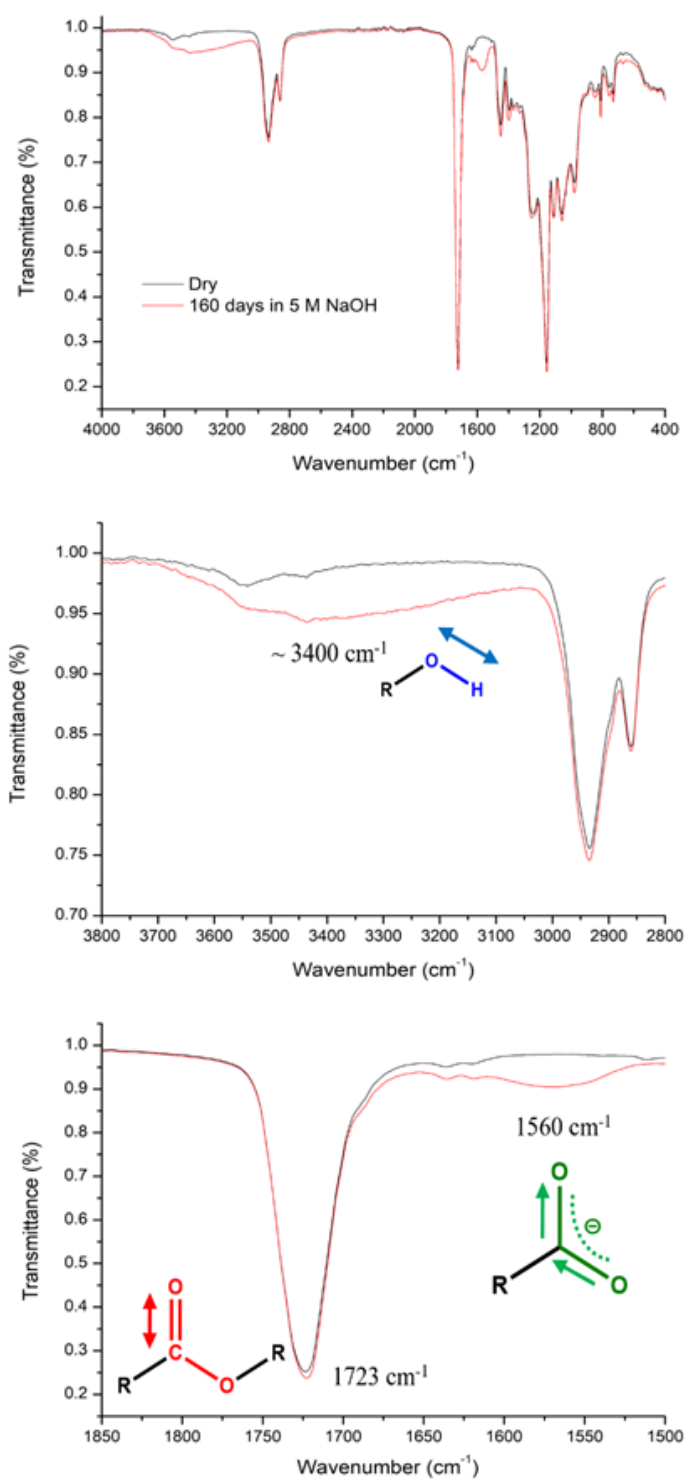 1.0
0.9
0.8
0.7
0.6
0.5
0.4
0.3
0.2
Transmittance (%)
Dry
160 days in 5 M NaOH
4000 3600 3200 2800 2400 2000 1600 1200 800 400
Wavenumber (cm⁻¹)
1.00
0.95
0.90
0.85
0.80
0.75
0.70
Transmittance (%)
~ 3400 cm⁻¹
R O H
3800 3700 3600 3500 3400 3300 3200 3100 3000 2900 2800
Wavenumber (cm⁻¹)
1.0
0.9
0.8
0.7
0.6
0.5
0.4
0.3
0.2
Transmittance (%)
1560 cm⁻¹
O
⊖
R O
O
R C O R
1723 cm⁻¹
1850 1800 1750 1700 1650 1600 1550 1500
Wavenumber (cm⁻¹)